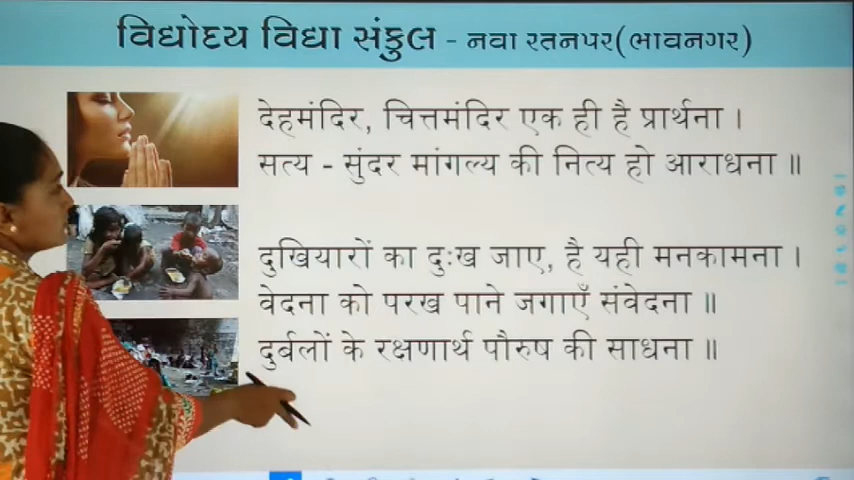 વિદ્યોદય વિદ્યા સંકુલ - નવા રતનપર(ભાવનગર)
देहमंदिर, चित्तमंदिर एक ही है प्रार्थना ।
सत्य - सुंदर मांगल्य की नित्य हो आराधना ॥
दुखियारों का दुःख जाए, है यही मनकामना ।
वेदना को परख पाने जगाएँ संवेदना ॥
दुर्बलों के रक्षणार्थ पौरुष की साधना ॥